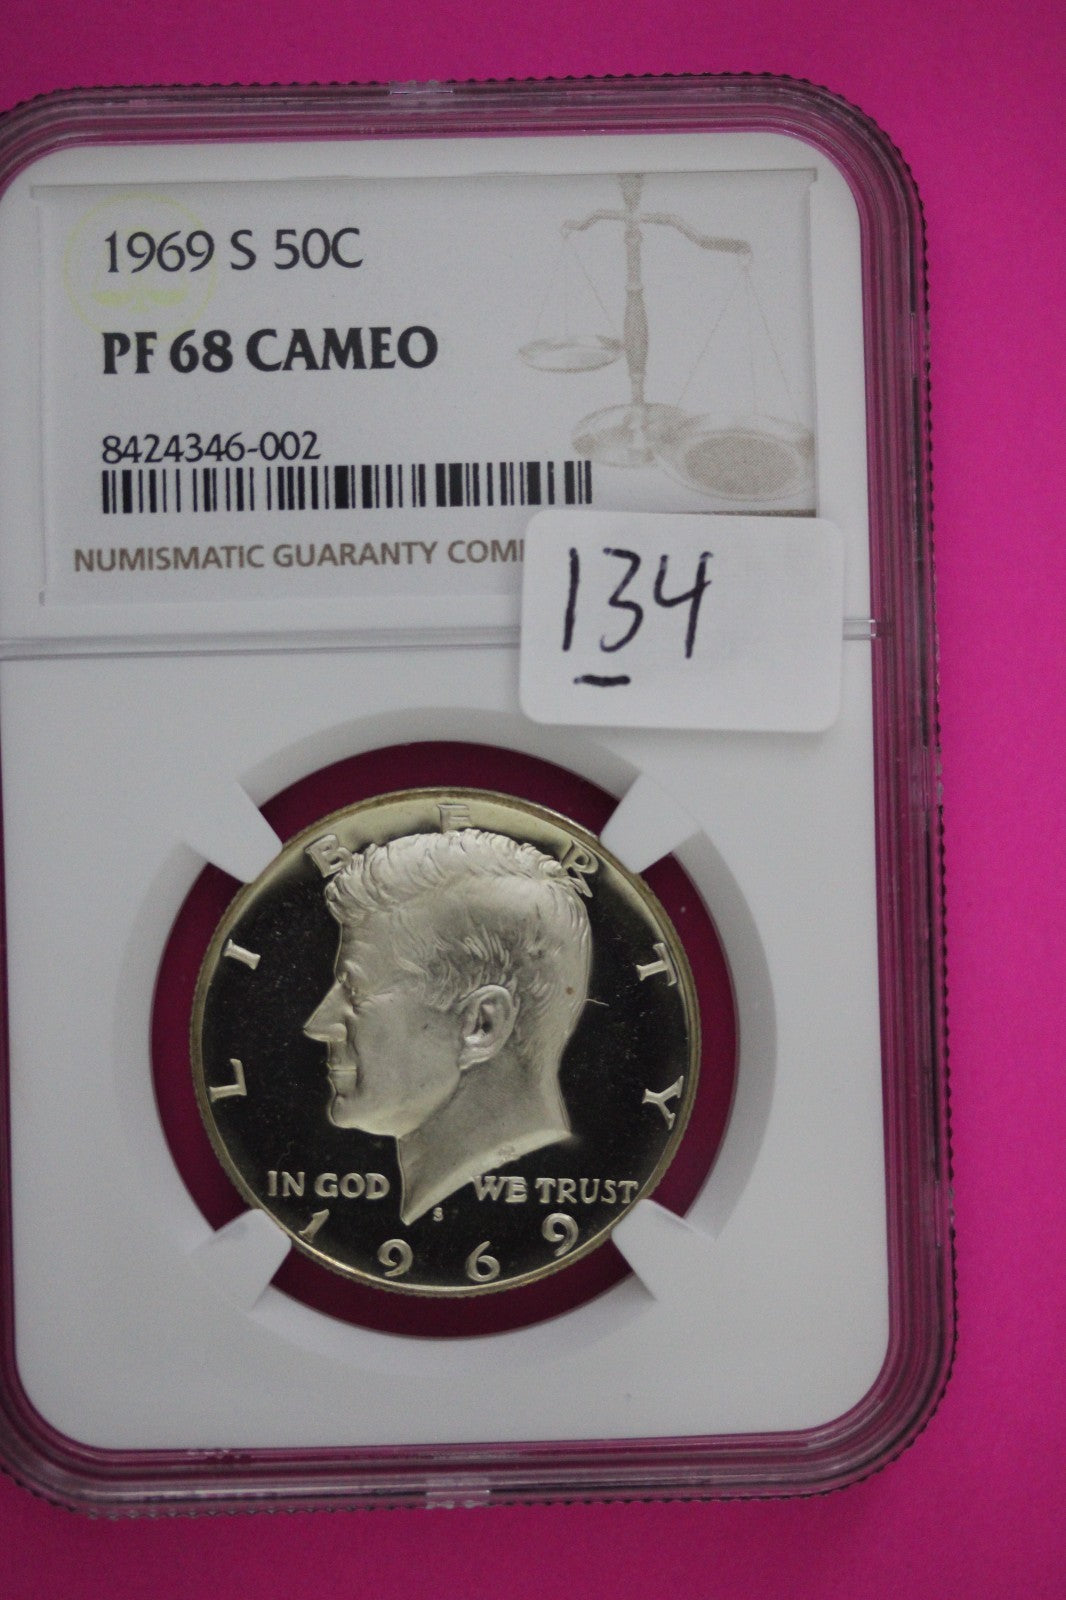 1969 S 50C
PF 68 CAMEO
8424346-002
NUMISMATIC GUARANTY COM
134
LIBERTY
IN GOD WE TRUST
S
1969